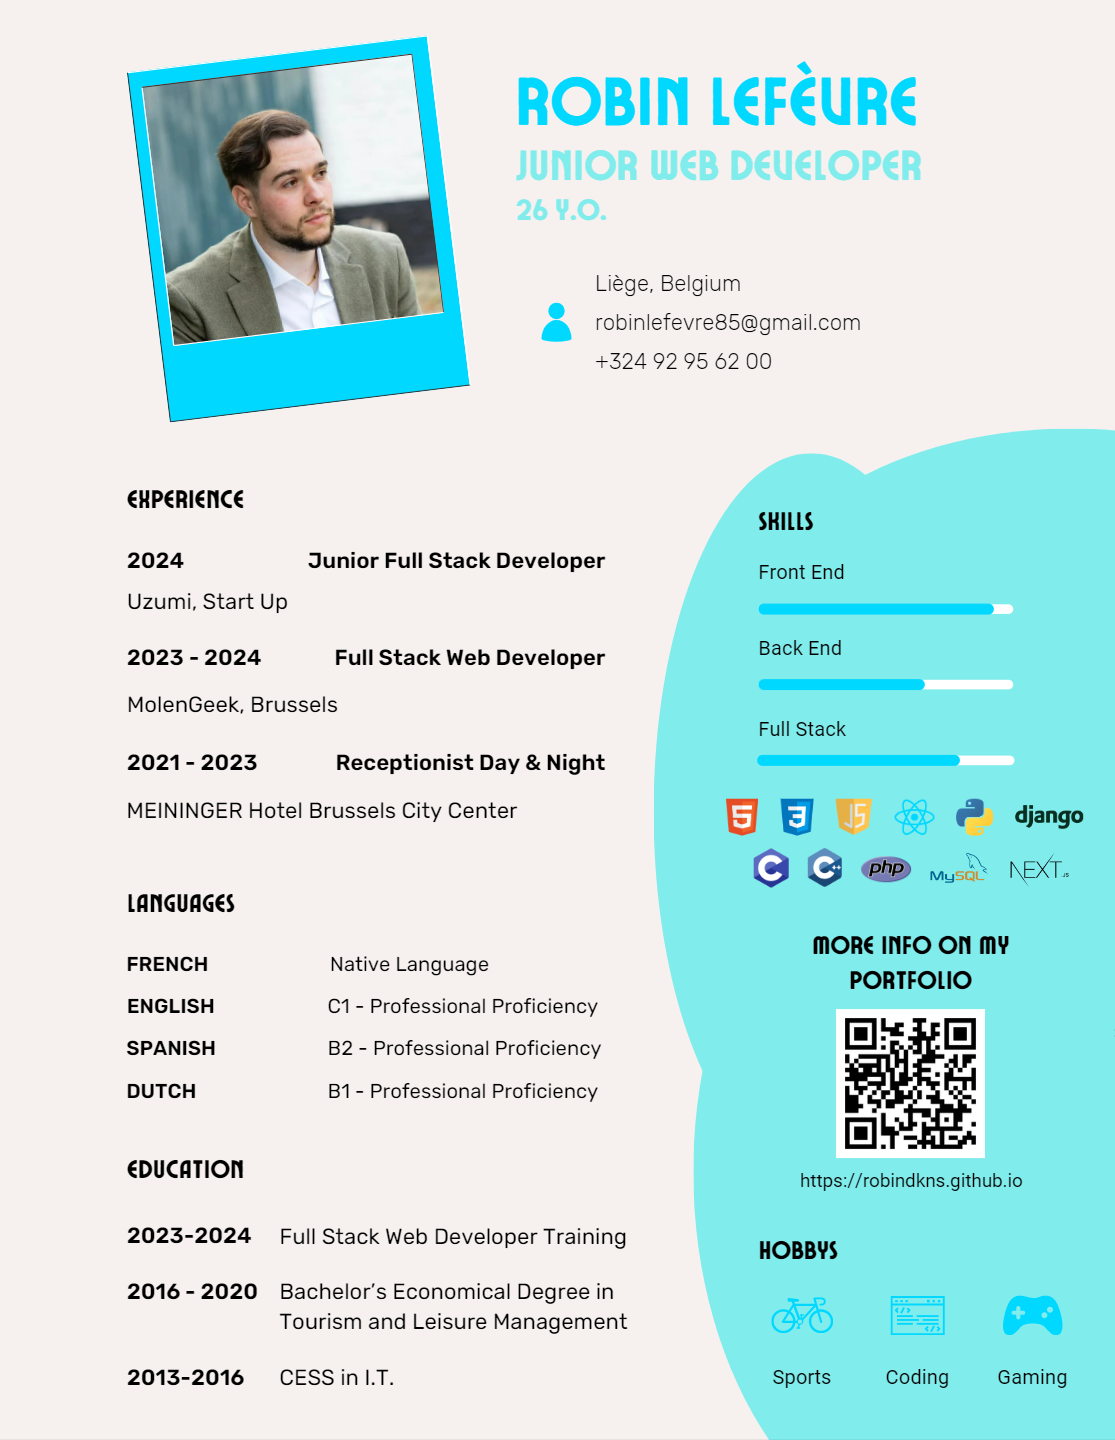 ROBIN LEFÈVRE
JUNIOR WEB DEVELOPER
26 Y.O.
Liège, Belgium
robinlefevre85@gmail.com
+324 92 95 62 00
EXPERIENCE
2024 Junior Full Stack Developer
Uzumi, Start Up
2023 - 2024 Full Stack Web Developer
MolenGeek, Brussels
2021 - 2023 Receptionist Day & Night
MEININGER Hotel Brussels City Center
LANGUAGES
FRENCH Native Language
ENGLISH C1 - Professional Proficiency
SPANISH B2 - Professional Proficiency
DUTCH B1 - Professional Proficiency
EDUCATION
2023-2024 Full Stack Web Developer Training
2016 - 2020 Bachelor’s Economical Degree in
Tourism and Leisure Management
2013-2016 CESS in I.T.
SKILLS
Front End
Back End
Full Stack
5 3 JS django
C C++ php MySQL NEXT.JS
MORE INFO ON MY
PORTFOLIO
https://robindkns.github.io
HOBBYS
Sports Coding Gaming